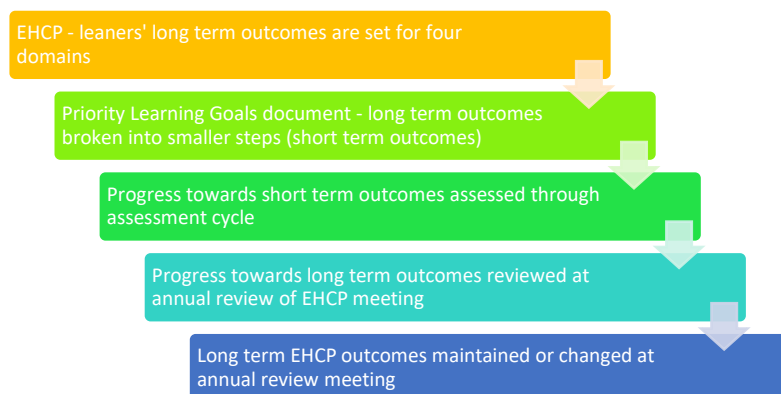 EHCP - leaners' long term outcomes are set for four
domains
Priority Learning Goals document - long term outcomes
broken into smaller steps (short term outcomes)
Progress towards short term outcomes assessed through
assessment cycle
Progress towards long term outcomes reviewed at
annual review of EHCP meeting
Long term EHCP outcomes maintained or changed at
annual review meeting